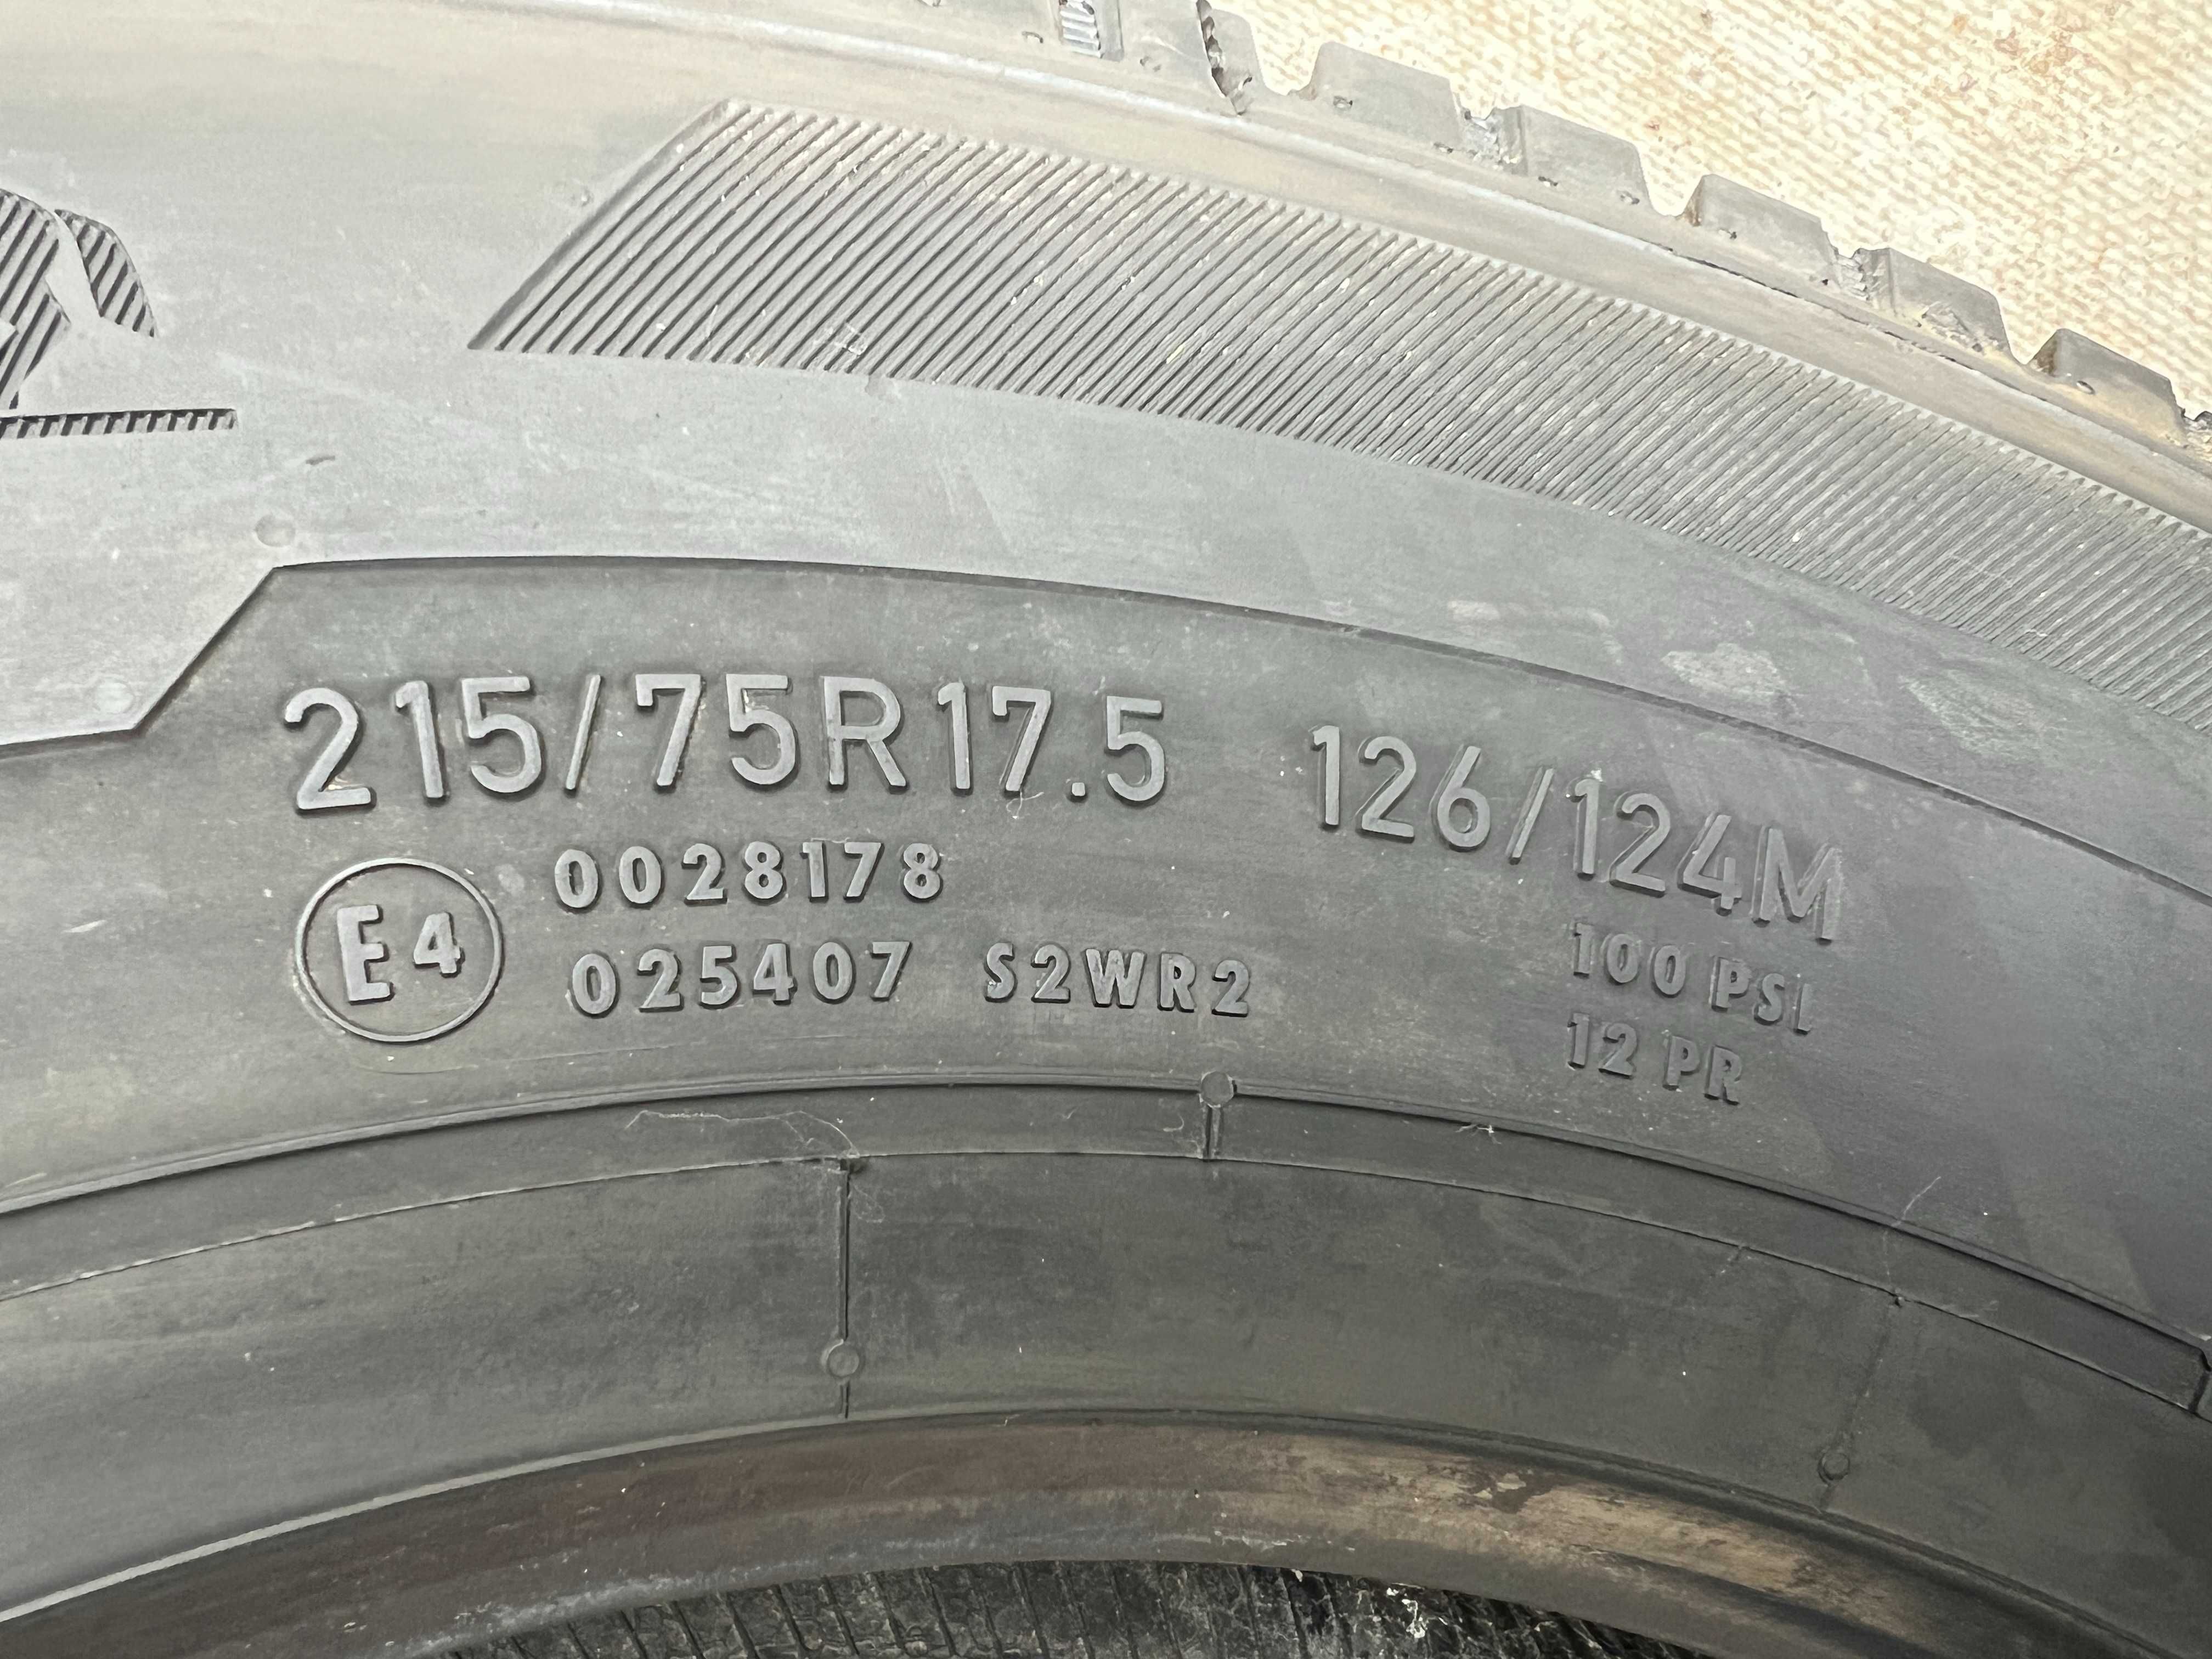 215/75R17.5 126/124M
E4 0028178
025407 S2WR2
100 PSI
12 PR